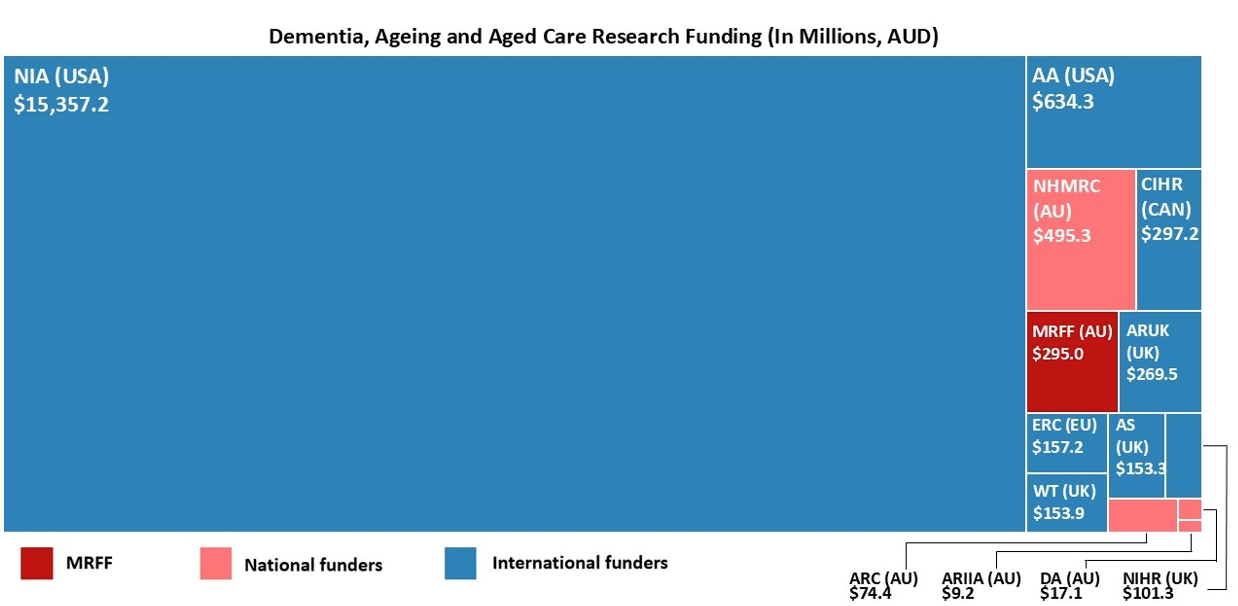 Dementia, Ageing and Aged Care Research Funding (In Millions, AUD)
NIA (USA)
$15,357.2
AA (USA)
$634.3
NHMRC
(AU)
$495.3
CIHR
(CAN)
$297.2
MRFF (AU)
$295.0
ARUK
(UK)
$269.5
ERC (EU)
$157.2
AS
(UK)
$153.3
WT (UK)
$153.9
MRFF
National funders
International funders
ARC (AU)
$74.4
ARIIA (AU)
$9.2
DA (AU)
$17.1
NIHR (UK)
$101.3